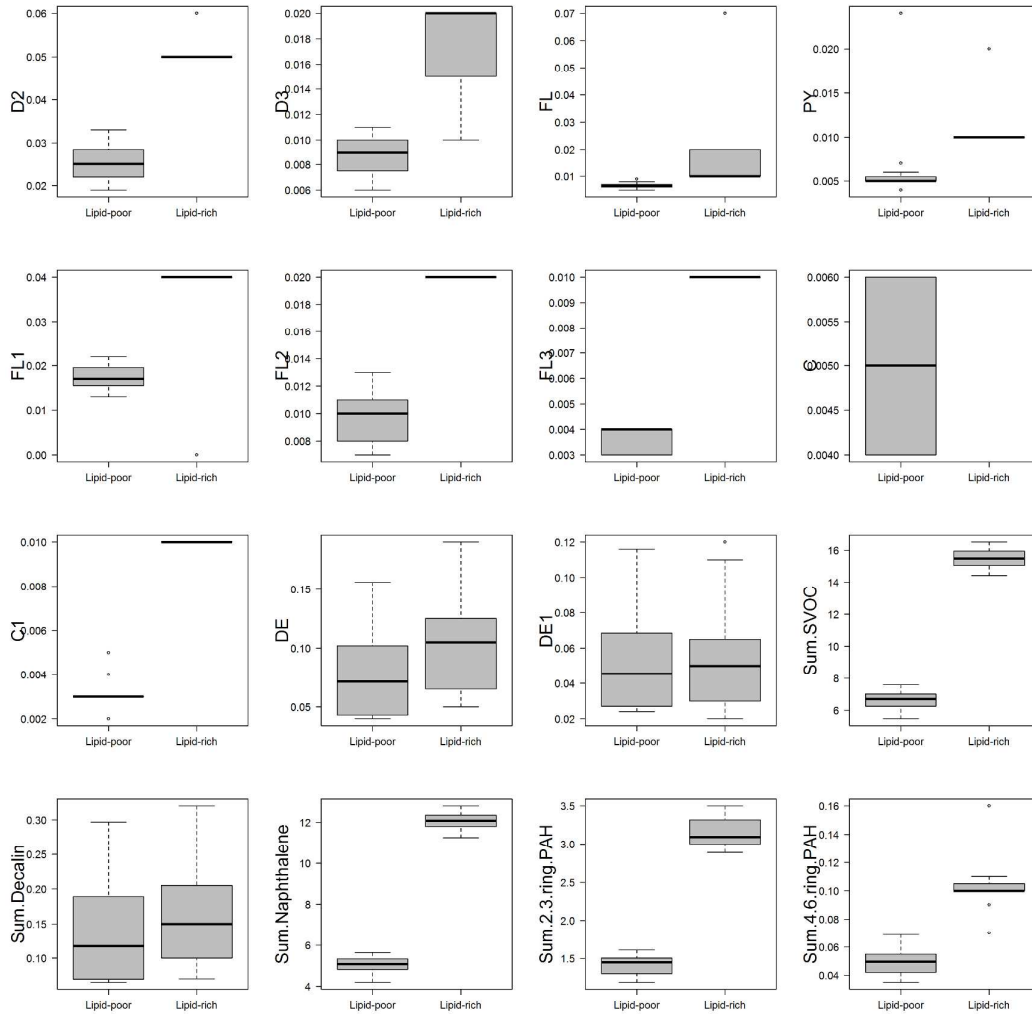 D2
0.06
0.05
0.04
0.03
0.02
Lipid-poor Lipid-rich
D3
0.020
0.018
0.016
0.014
0.012
0.010
0.008
0.006
Lipid-poor Lipid-rich
FL
0.07
0.06
0.05
0.04
0.03
0.02
0.01
Lipid-poor Lipid-rich
PY
0.020
0.015
0.010
0.005
Lipid-poor Lipid-rich
FL1
0.04
0.03
0.02
0.01
0.00
Lipid-poor Lipid-rich
FL2
0.020
0.018
0.016
0.014
0.012
0.010
0.008
Lipid-poor Lipid-rich
FL3
0.010
0.009
0.008
0.007
0.006
0.005
0.004
0.003
Lipid-poor Lipid-rich
C
0.0060
0.0055
0.0050
0.0045
0.0040
Lipid-poor Lipid-rich
C1
0.010
0.008
0.006
0.004
0.002
Lipid-poor Lipid-rich
DE
0.15
0.10
0.05
Lipid-poor Lipid-rich
DE1
0.12
0.10
0.08
0.06
0.04
0.02
Lipid-poor Lipid-rich
Sum.SVOC
16
14
12
10
8
6
Lipid-poor Lipid-rich
Sum.Decalin
0.30
0.25
0.20
0.15
0.10
Lipid-poor Lipid-rich
Sum.Naphthalene
12
10
8
6
4
Lipid-poor Lipid-rich
Sum.2.3.ring.PAH
3.5
3.0
2.5
2.0
1.5
Lipid-poor Lipid-rich
Sum.4.6.ring.PAH
0.16
0.14
0.12
0.10
0.08
0.06
0.04
Lipid-poor Lipid-rich